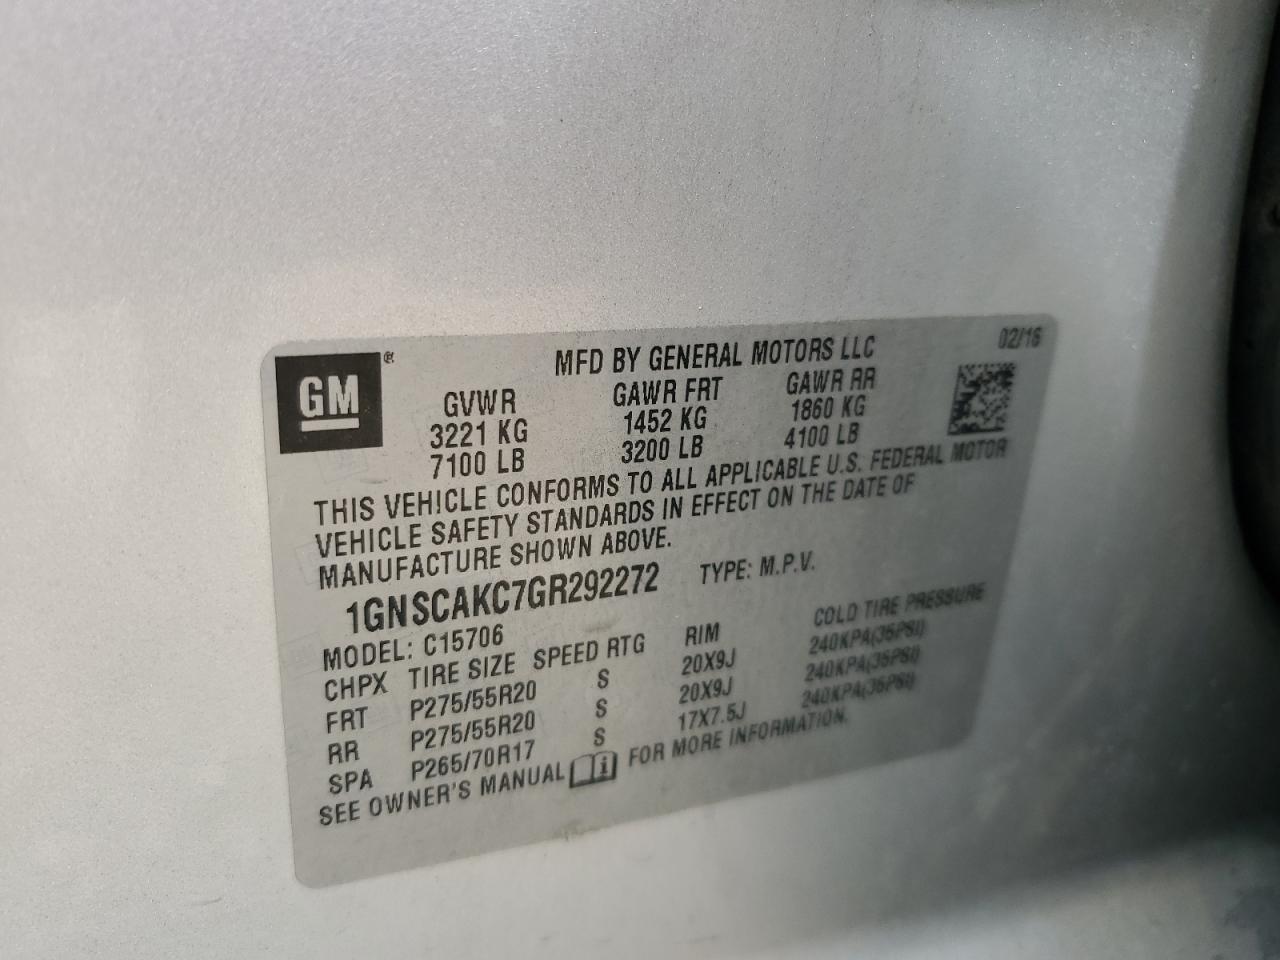 GM ®
MFD BY GENERAL MOTORS LLC 02/16
GVWR GAWR FRT GAWR RR
3221 KG 1452 KG 1860 KG
7100 LB 3200 LB 4100 LB
THIS VEHICLE CONFORMS TO ALL APPLICABLE U.S. FEDERAL MOTOR
VEHICLE SAFETY STANDARDS IN EFFECT ON THE DATE OF
MANUFACTURE SHOWN ABOVE.
1GNSCAKC7GR292272 TYPE: M.P.V.
MODEL: C15706
CHPX TIRE SIZE SPEED RTG RIM COLD TIRE PRESSURE
FRT P275/55R20 S 20X9J 240KPA(35PSI)
RR P275/55R20 S 20X9J 240KPA(35PSI)
SPA P265/70R17 S 17X7.5J 240KPA(35PSI)
SEE OWNER'S MANUAL FOR MORE INFORMATION.